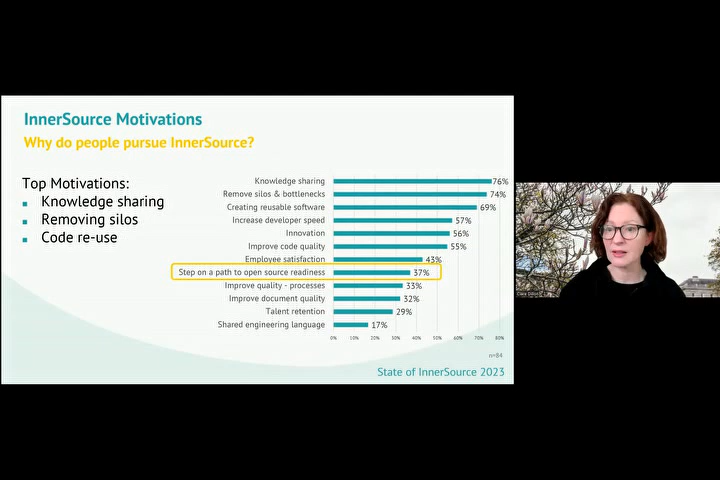 InnerSource Motivations
Why do people pursue InnerSource?
Top Motivations:
Knowledge sharing
Removing silos
Code re-use
Knowledge sharing 76%
Remove silos & bottlenecks 74%
Creating reusable software 69%
Increase developer speed 57%
Innovation 56%
Improve code quality 55%
Employee satisfaction 43%
Step on a path to open source readiness 37%
Improve quality - processes 33%
Improve document quality 32%
Talent retention 29%
Shared engineering language 17%
0% 10% 20% 30% 40% 50% 60% 70% 80%
n=84
State of InnerSource 2023